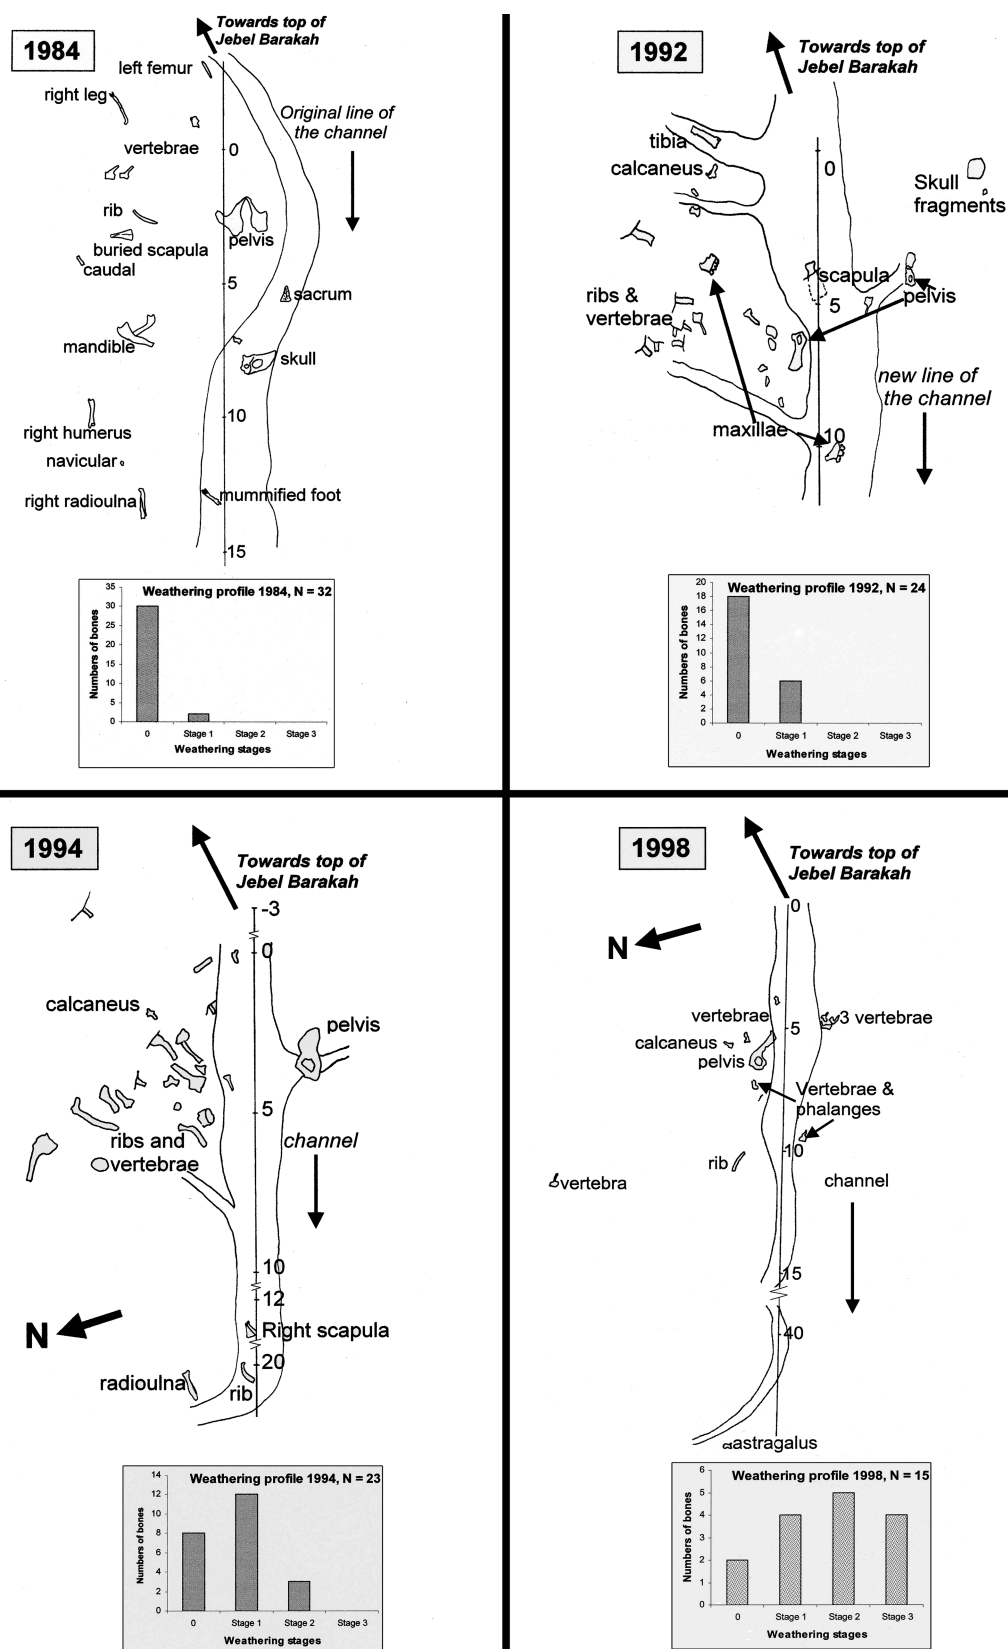 1984
Towards top of
Jebel Barakah
left femur
right leg
Original line of
the channel
vertebrae
0
rib
pelvis
buried scapula
caudal
5
sacrum
mandible
skull
10
right humerus
navicular
right radioulna
mummified foot
15
Weathering profile 1984, N = 32
35
30
25
20
15
10
5
0
Numbers of bones
0 Stage 1 Stage 2 Stage 3
Weathering stages
1992
Towards top of
Jebel Barakah
tibia
calcaneus
0
Skull
fragments
scapula
ribs &
vertebrae
5
pelvis
new line of
the channel
maxillae
10
Weathering profile 1992, N = 24
20
18
16
14
12
10
8
6
4
2
0
Numbers of bones
0 Stage 1 Stage 2 Stage 3
Weathering stages
1994
Towards top of
Jebel Barakah
-3
0
calcaneus
pelvis
5
ribs and
vertebrae
channel
10
12
N
Right scapula
20
radioulna
rib
Weathering profile 1994, N = 23
14
12
10
8
6
4
2
0
Numbers of bones
0 Stage 1 Stage 2 Stage 3
Weathering stages
1998
Towards top of
Jebel Barakah
0
N
vertebrae
3 vertebrae
5
calcaneus
pelvis
Vertebrae &
phalanges
10
rib
vertebra
channel
15
40
astragalus
Weathering profile 1998, N = 15
6
5
4
3
2
1
0
Numbers of bones
0 Stage 1 Stage 2 Stage 3
Weathering stages